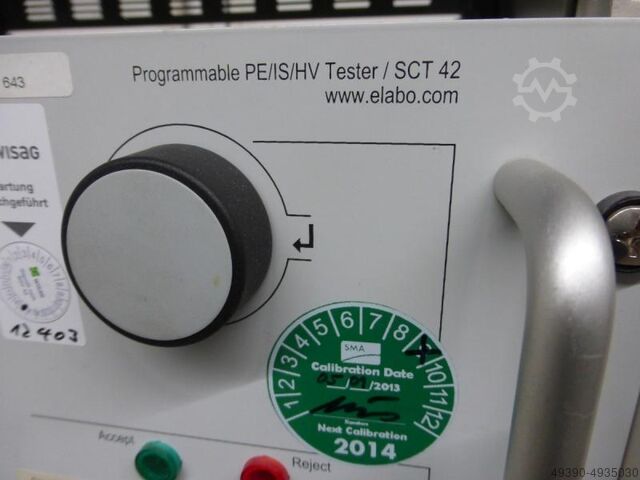 Programmable PE/IS/HV Tester / SCT 42
www.elabo.com
643
WISAG
artung
chgeführt
12403
1 2 3 4 5 6 7 8 10 11 12
SMA
Calibration Date
/2013
Next Calibration
2014
Accept
Reject
49390-4935030